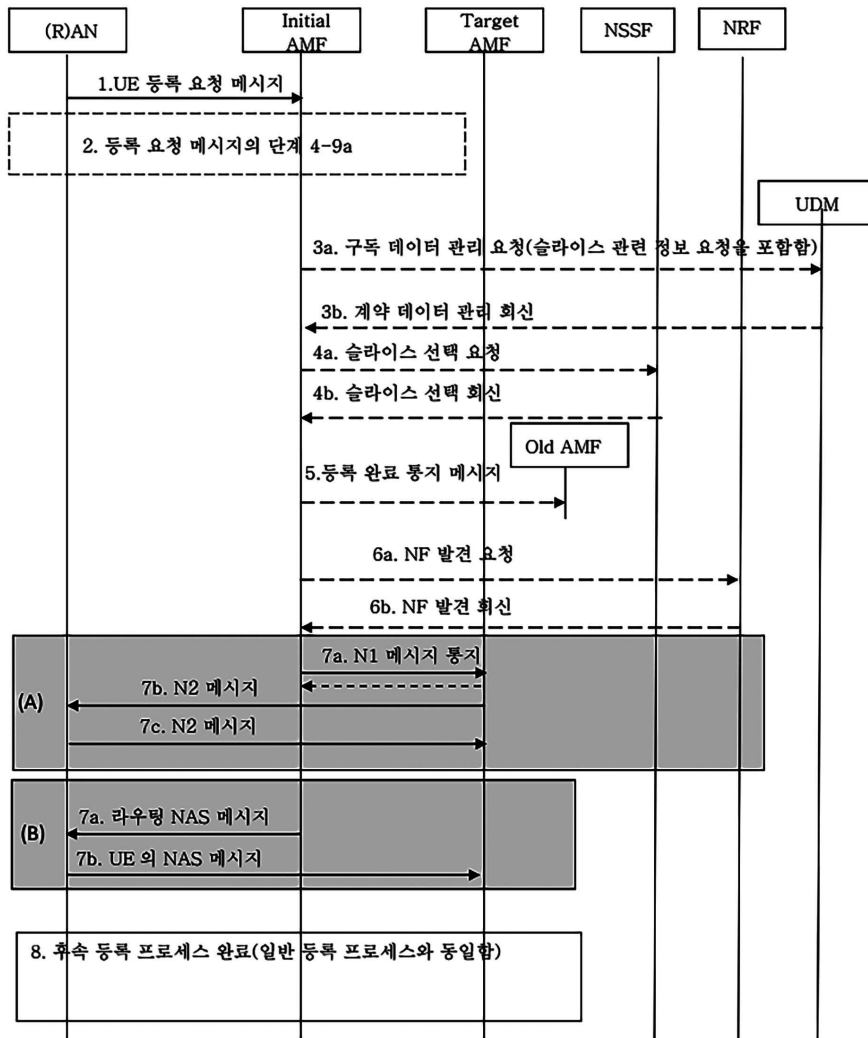 (R)AN
Initial
AMF
Target
AMF
NSSF
NRF
1.UE 등록 요청 메시지
2. 등록 요청 메시지의 단계 4-9a
UDM
3a. 구독 데이터 관리 요청(슬라이스 관련 정보 요청을 포함함)
3b. 계약 데이터 관리 회신
4a. 슬라이스 선택 요청
4b. 슬라이스 선택 회신
Old AMF
5.등록 완료 통지 메시지
6a. NF 발견 요청
6b. NF 발견 회신
(A)
7a. N1 메시지 통지
7b. N2 메시지
7c. N2 메시지
(B)
7a. 라우팅 NAS 메시지
7b. UE 의 NAS 메시지
8. 후속 등록 프로세스 완료(일반 등록 프로세스와 동일함)